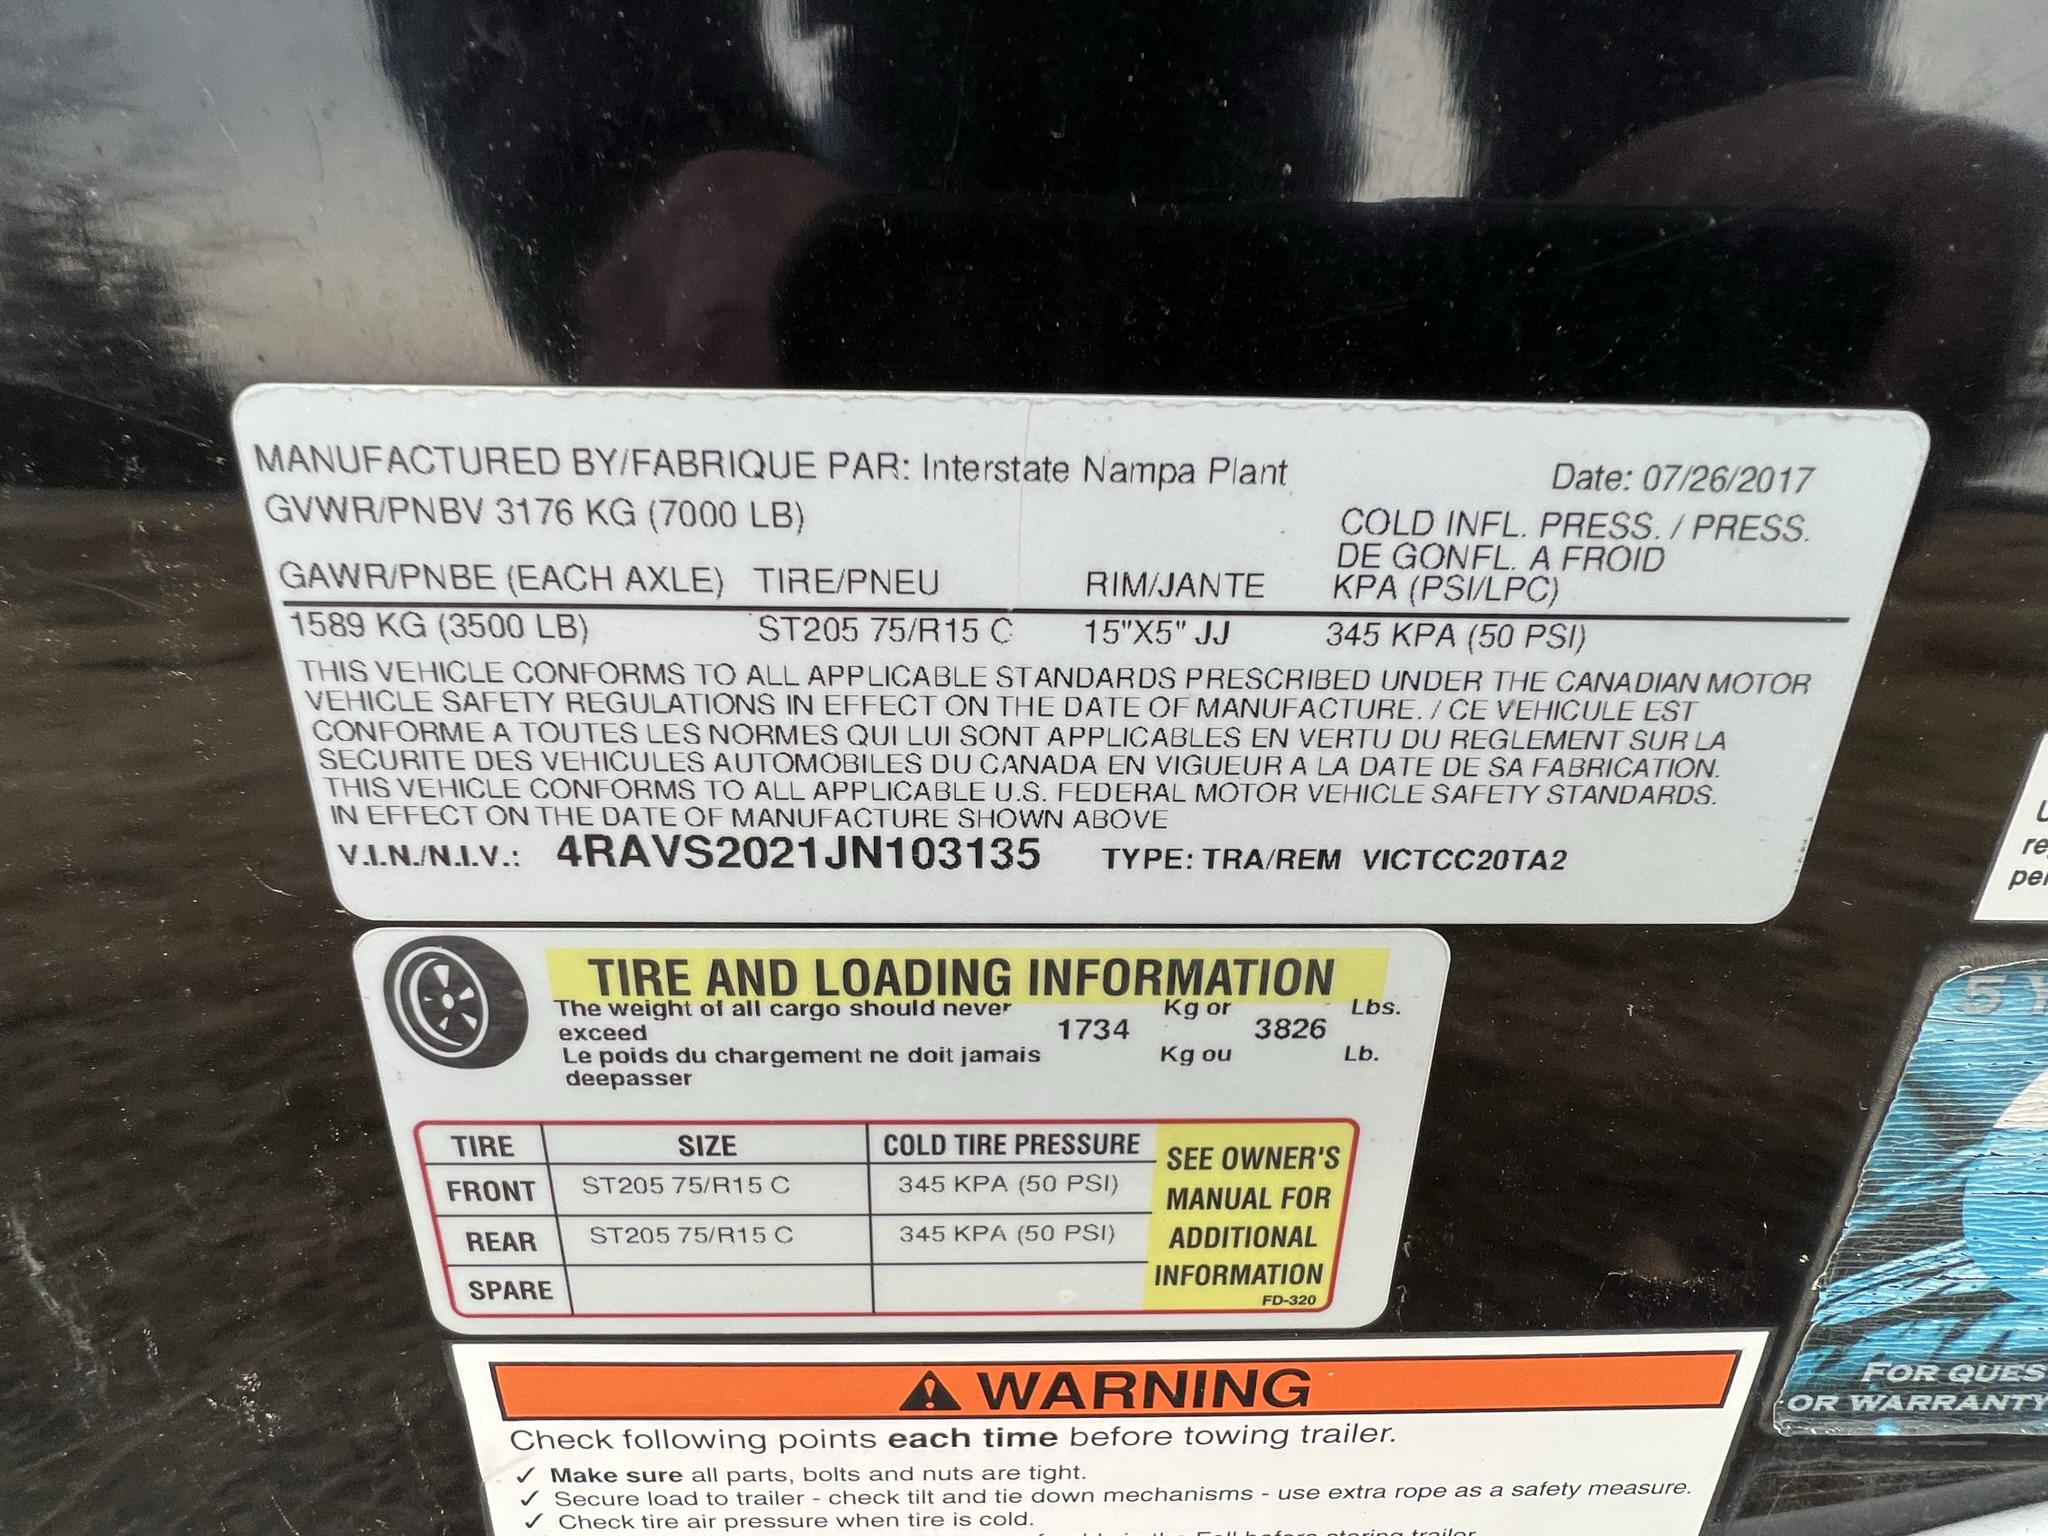 MANUFACTURED BY/FABRIQUE PAR: Interstate Nampa Plant Date: 07/26/2017
GVWR/PNBV 3176 KG (7000 LB)
COLD INFL. PRESS. / PRESS.
DE GONFL. A FROID
GAWR/PNBE (EACH AXLE) TIRE/PNEU RIM/JANTE KPA (PSI/LPC)
1589 KG (3500 LB) ST205 75/R15 C 15"X5" JJ 345 KPA (50 PSI)
THIS VEHICLE CONFORMS TO ALL APPLICABLE STANDARDS PRESCRIBED UNDER THE CANADIAN MOTOR
VEHICLE SAFETY REGULATIONS IN EFFECT ON THE DATE OF MANUFACTURE. / CE VEHICULE EST
CONFORME A TOUTES LES NORMES QUI LUI SONT APPLICABLES EN VERTU DU REGLEMENT SUR LA
SECURITE DES VEHICULES AUTOMOBILES DU CANADA EN VIGUEUR A LA DATE DE SA FABRICATION.
THIS VEHICLE CONFORMS TO ALL APPLICABLE U.S. FEDERAL MOTOR VEHICLE SAFETY STANDARDS.
IN EFFECT ON THE DATE OF MANUFACTURE SHOWN ABOVE
V.I.N./N.I.V.: 4RAVS2021JN103135 TYPE: TRA/REM VICTCC20TA2
TIRE AND LOADING INFORMATION
The weight of all cargo should never Kg or Lbs.
exceed 1734 3826
Le poids du chargement ne doit jamais Kg ou Lb.
deepasser
TIRE SIZE COLD TIRE PRESSURE
FRONT ST205 75/R15 C 345 KPA (50 PSI)
REAR ST205 75/R15 C 345 KPA (50 PSI)
SPARE
SEE OWNER'S
MANUAL FOR
ADDITIONAL
INFORMATION
FD-320
WARNING
Check following points each time before towing trailer.
✓ Make sure all parts, bolts and nuts are tight.
✓ Secure load to trailer - check tilt and tie down mechanisms - use extra rope as a safety measure.
✓ Check tire air pressure when tire is cold.
5 Y
FOR QUES
OR WARRANTY